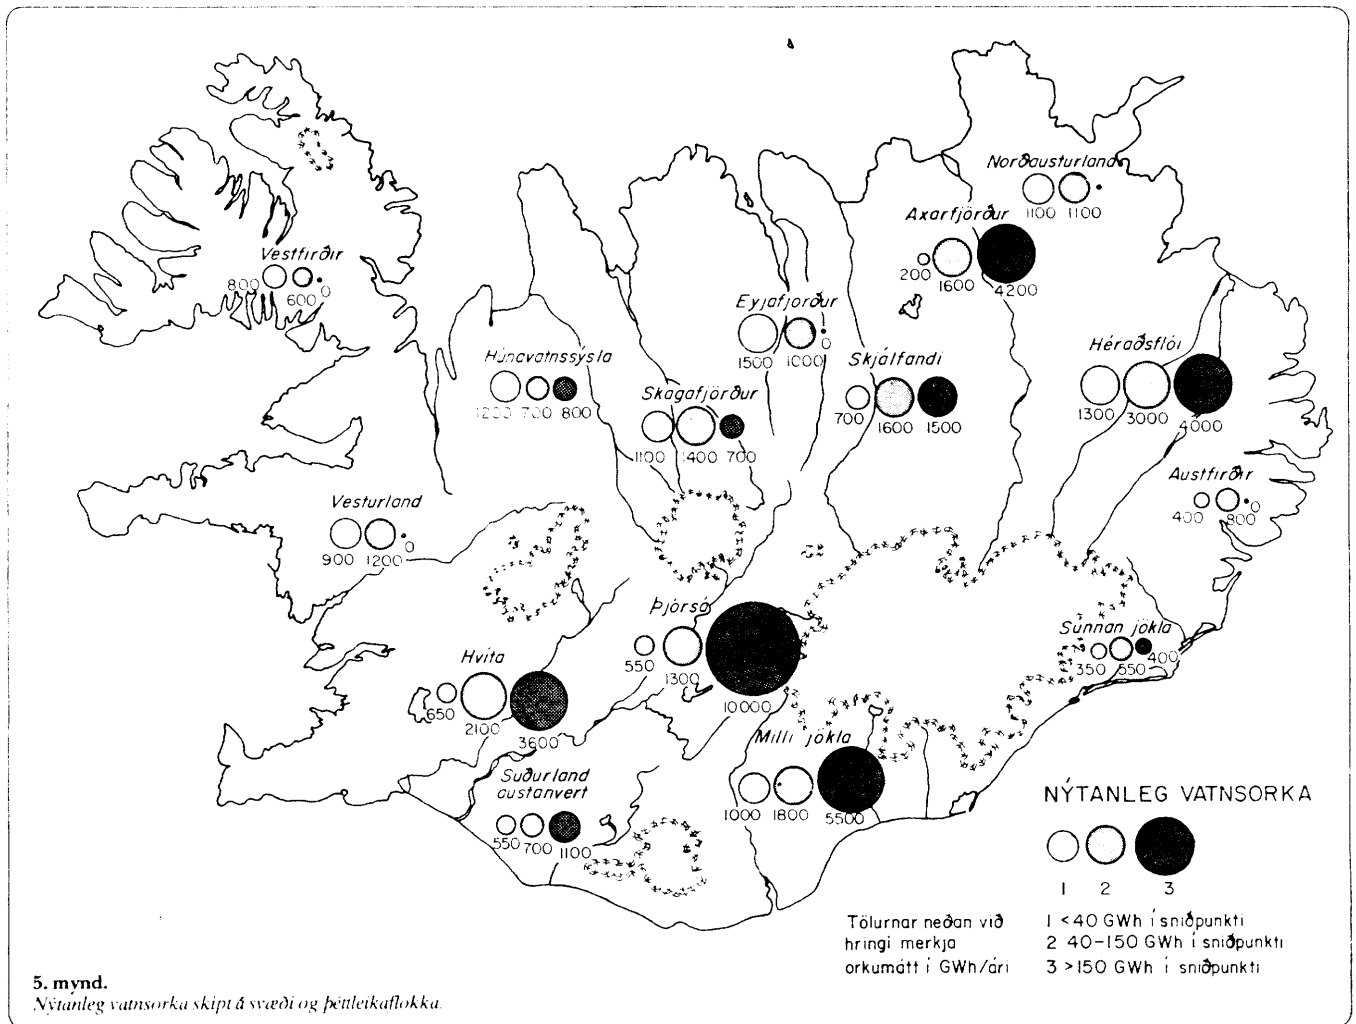 Norðausturland
1100 1100
Axarfjörður
200 1600 4200
Vestfirðir
800 600 0
Eyjafjörður
1500 1000 0
Húnavatnssýsla
1200 700 800
Skagafjörður
1100 1400 700
Skjálfandi
700 1600 1500
Héraðsflói
1300 3000 4000
Austfirðir
400 800 0
Vesturland
900 1200 0
Þjórsá
550 1300 10000
Sunnan jökla
350 550 400
Hvíta
650 2100 3600
Milli jökla
1000 1800 5500
Suðurland
austanvert
550 700 1100
NÝTANLEG VATNSORKA
1 2 3
Tölurnar neðan við
hringi merkja
orkumátt í GWh/ári
1 <40 GWh í sniðpunkti
2 40-150 GWh í sniðpunkti
3 >150 GWh í sniðpunkti
5. mynd.
Nýtanleg vatnsorka skipt á svæði og þéttleikaflokka.